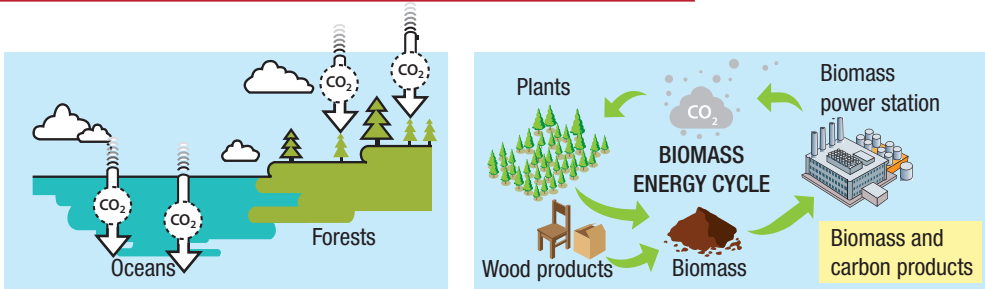 CO2
CO2
CO2
CO2
Oceans
Forests
Plants
CO2
Biomass
power station
BIOMASS
ENERGY CYCLE
Wood products
Biomass
Biomass and
carbon products